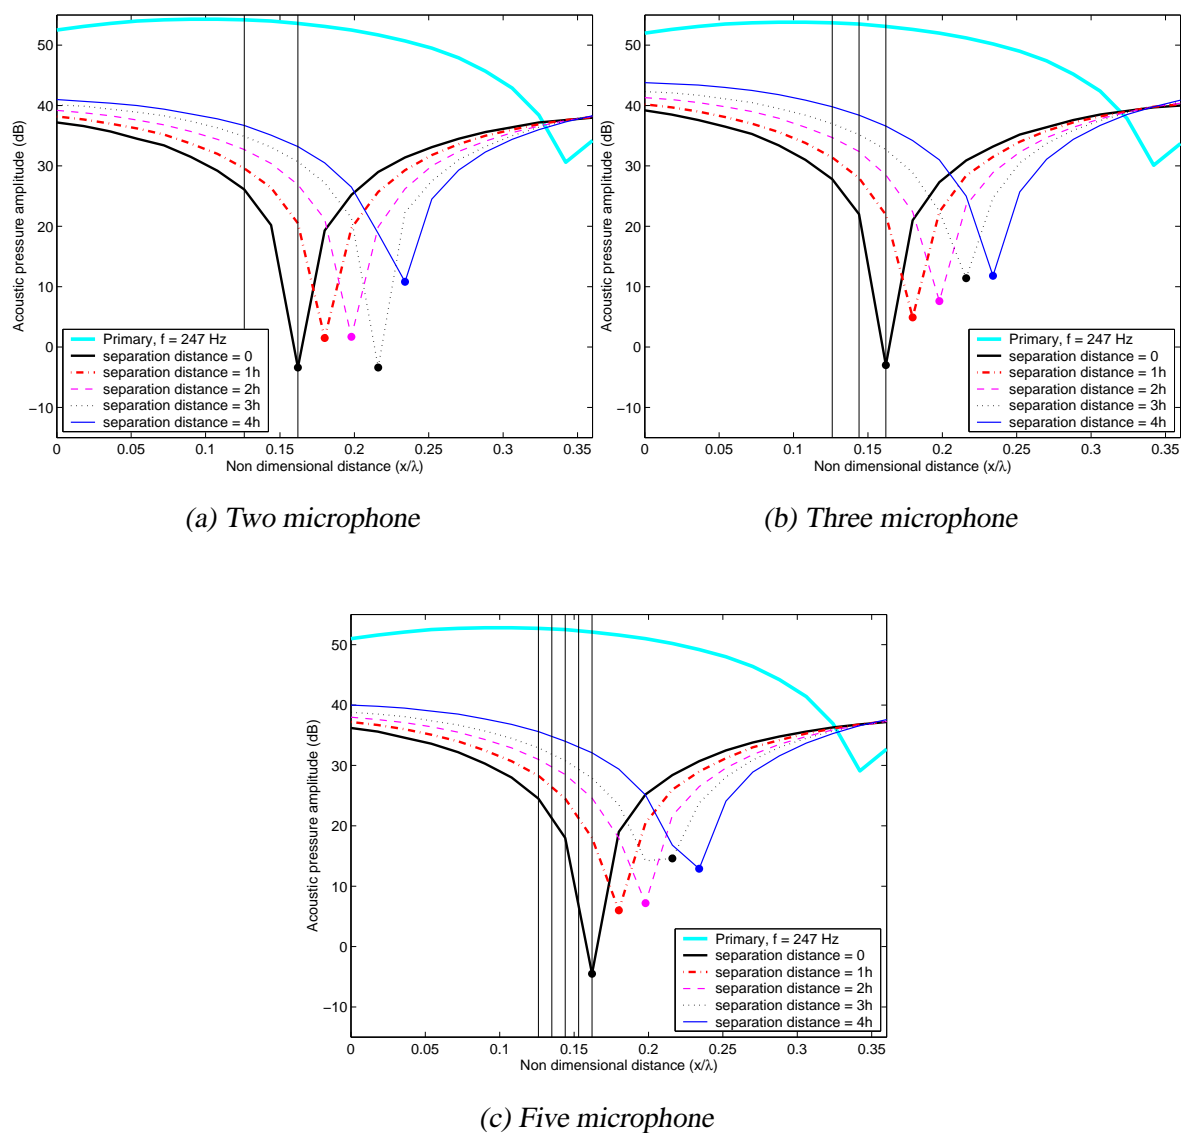 50
40
30
20
10
0
−10
Acoustic pressure amplitude (dB)
Primary, f = 247 Hz
separation distance = 0
separation distance = 1h
separation distance = 2h
separation distance = 3h
separation distance = 4h
0 0.05 0.1 0.15 0.2 0.25 0.3 0.35
Non dimensional distance (x/λ)
(a) Two microphone
50
40
30
20
10
0
−10
Acoustic pressure amplitude (dB)
Primary, f = 247 Hz
separation distance = 0
separation distance = 1h
separation distance = 2h
separation distance = 3h
separation distance = 4h
0 0.05 0.1 0.15 0.2 0.25 0.3 0.35
Non dimensional distance (x/λ)
(b) Three microphone
50
40
30
20
10
0
−10
Acoustic pressure amplitude (dB)
Primary, f = 247 Hz
separation distance = 0
separation distance = 1h
separation distance = 2h
separation distance = 3h
separation distance = 4h
0 0.05 0.1 0.15 0.2 0.25 0.3 0.35
Non dimensional distance (x/λ)
(c) Five microphone